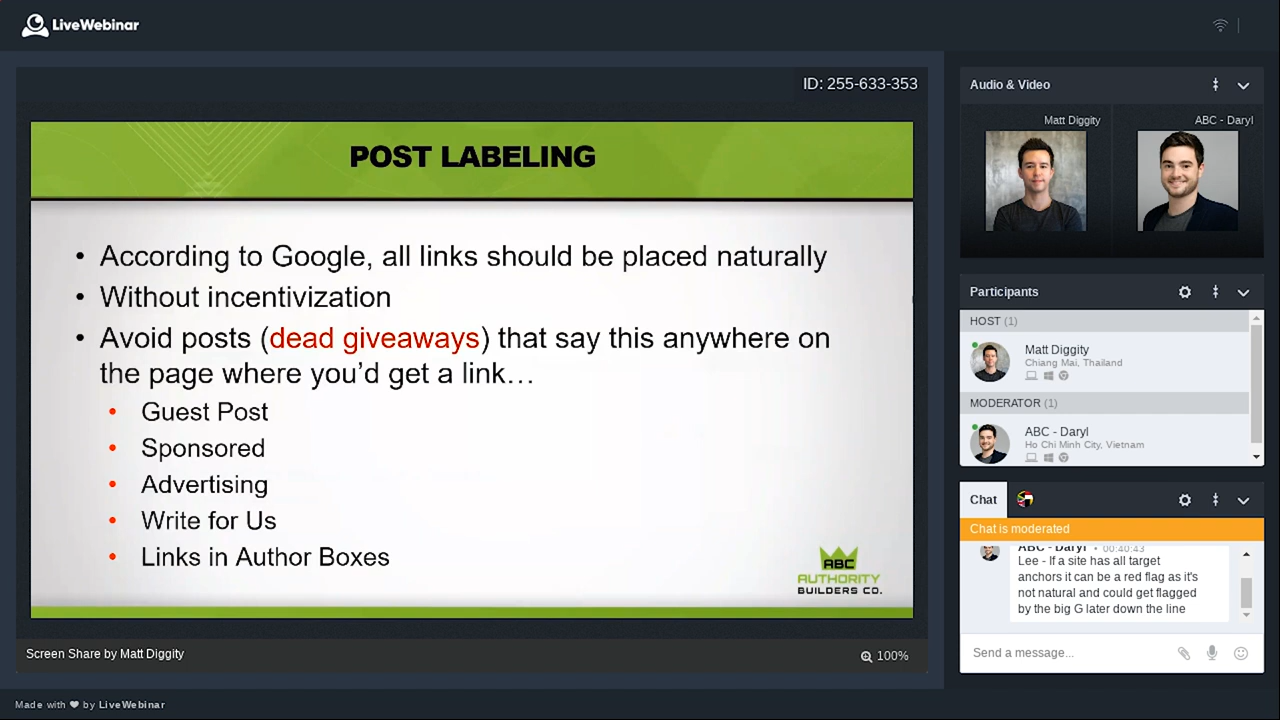 LiveWebinar
ID: 255-633-353
POST LABELING
• According to Google, all links should be placed naturally
• Without incentivization
• Avoid posts (dead giveaways) that say this anywhere on
the page where you’d get a link…
• Guest Post
• Sponsored
• Advertising
• Write for Us
• Links in Author Boxes
ABC
AUTHORITY
BUILDERS CO.
Screen Share by Matt Diggity
100%
Audio & Video
Matt Diggity
ABC - Daryl
Participants
HOST (1)
Matt Diggity
Chiang Mai, Thailand
MODERATOR (1)
ABC - Daryl
Ho Chi Minh City, Vietnam
Chat
Chat is moderated
ABC - Daryl • 00:40:43
Lee - If a site has all target
anchors it can be a red flag as it's
not natural and could get flagged
by the big G later down the line
Send a message...
Made with ❤ by LiveWebinar